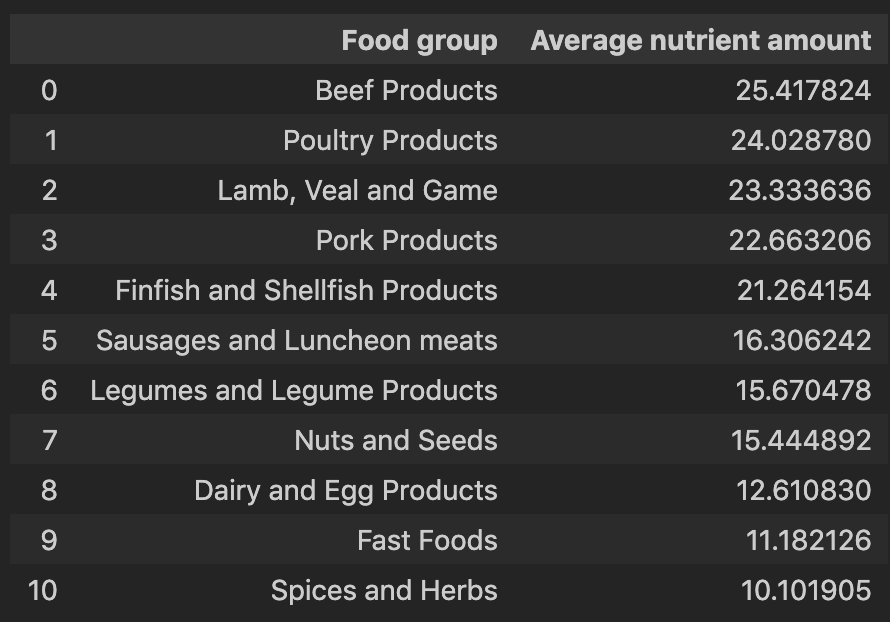 Food group Average nutrient amount
0 Beef Products 25.417824
1 Poultry Products 24.028780
2 Lamb, Veal and Game 23.333636
3 Pork Products 22.663206
4 Finfish and Shellfish Products 21.264154
5 Sausages and Luncheon meats 16.306242
6 Legumes and Legume Products 15.670478
7 Nuts and Seeds 15.444892
8 Dairy and Egg Products 12.610830
9 Fast Foods 11.182126
10 Spices and Herbs 10.101905